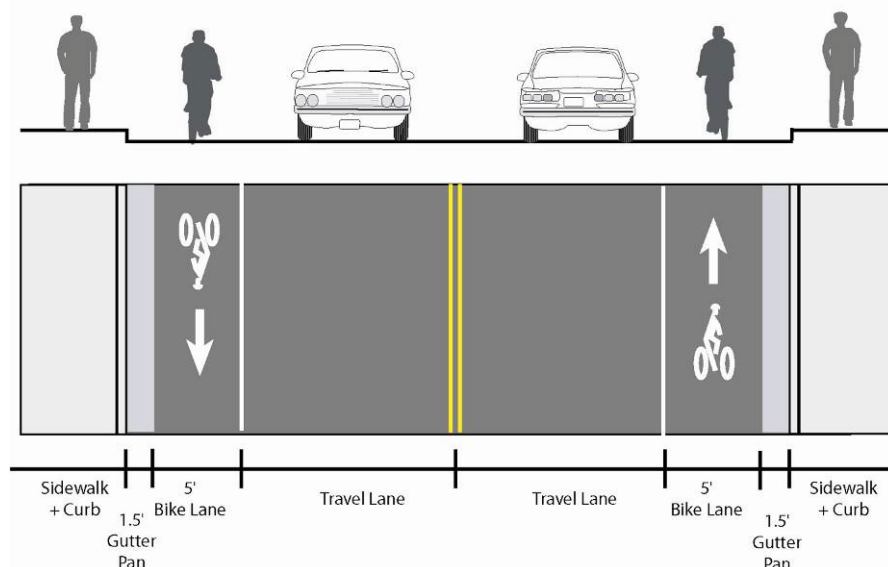 Sidewalk
+ Curb
1.5'
Gutter
Pan
5'
Bike Lane
Travel Lane
Travel Lane
5'
Bike Lane
1.5'
Gutter
Pan
Sidewalk
+ Curb